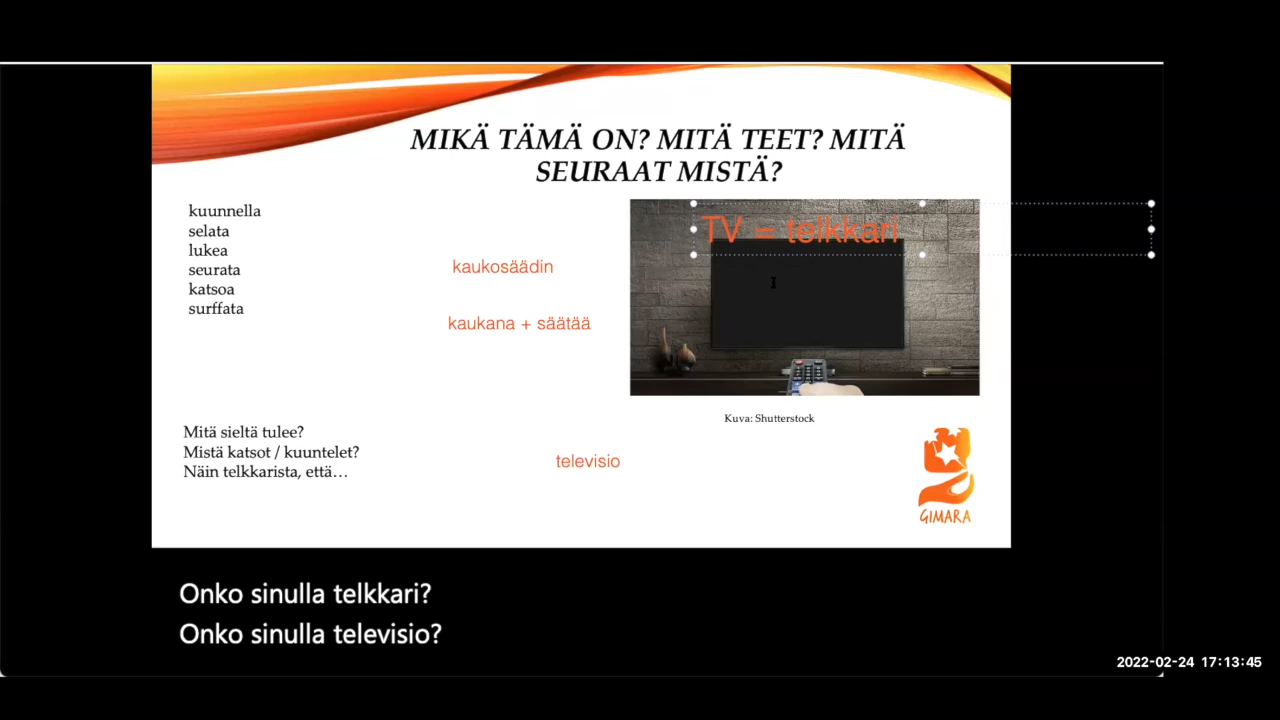 MIKÄ TÄMÄ ON? MITÄ TEET? MITÄ
SEURAAT MISTÄ?
kuunnella
selata
lukea
seurata
katsoa
surffata
kaukosäädin
kaukana + säätää
TV = telkkari
Kuva: Shutterstock
Mitä sieltä tulee?
Mistä katsot / kuuntelet?
Näin telkkarista, että…
televisio
GIMARA
Onko sinulla telkkari?
Onko sinulla televisio?
2022-02-24 17:13:45